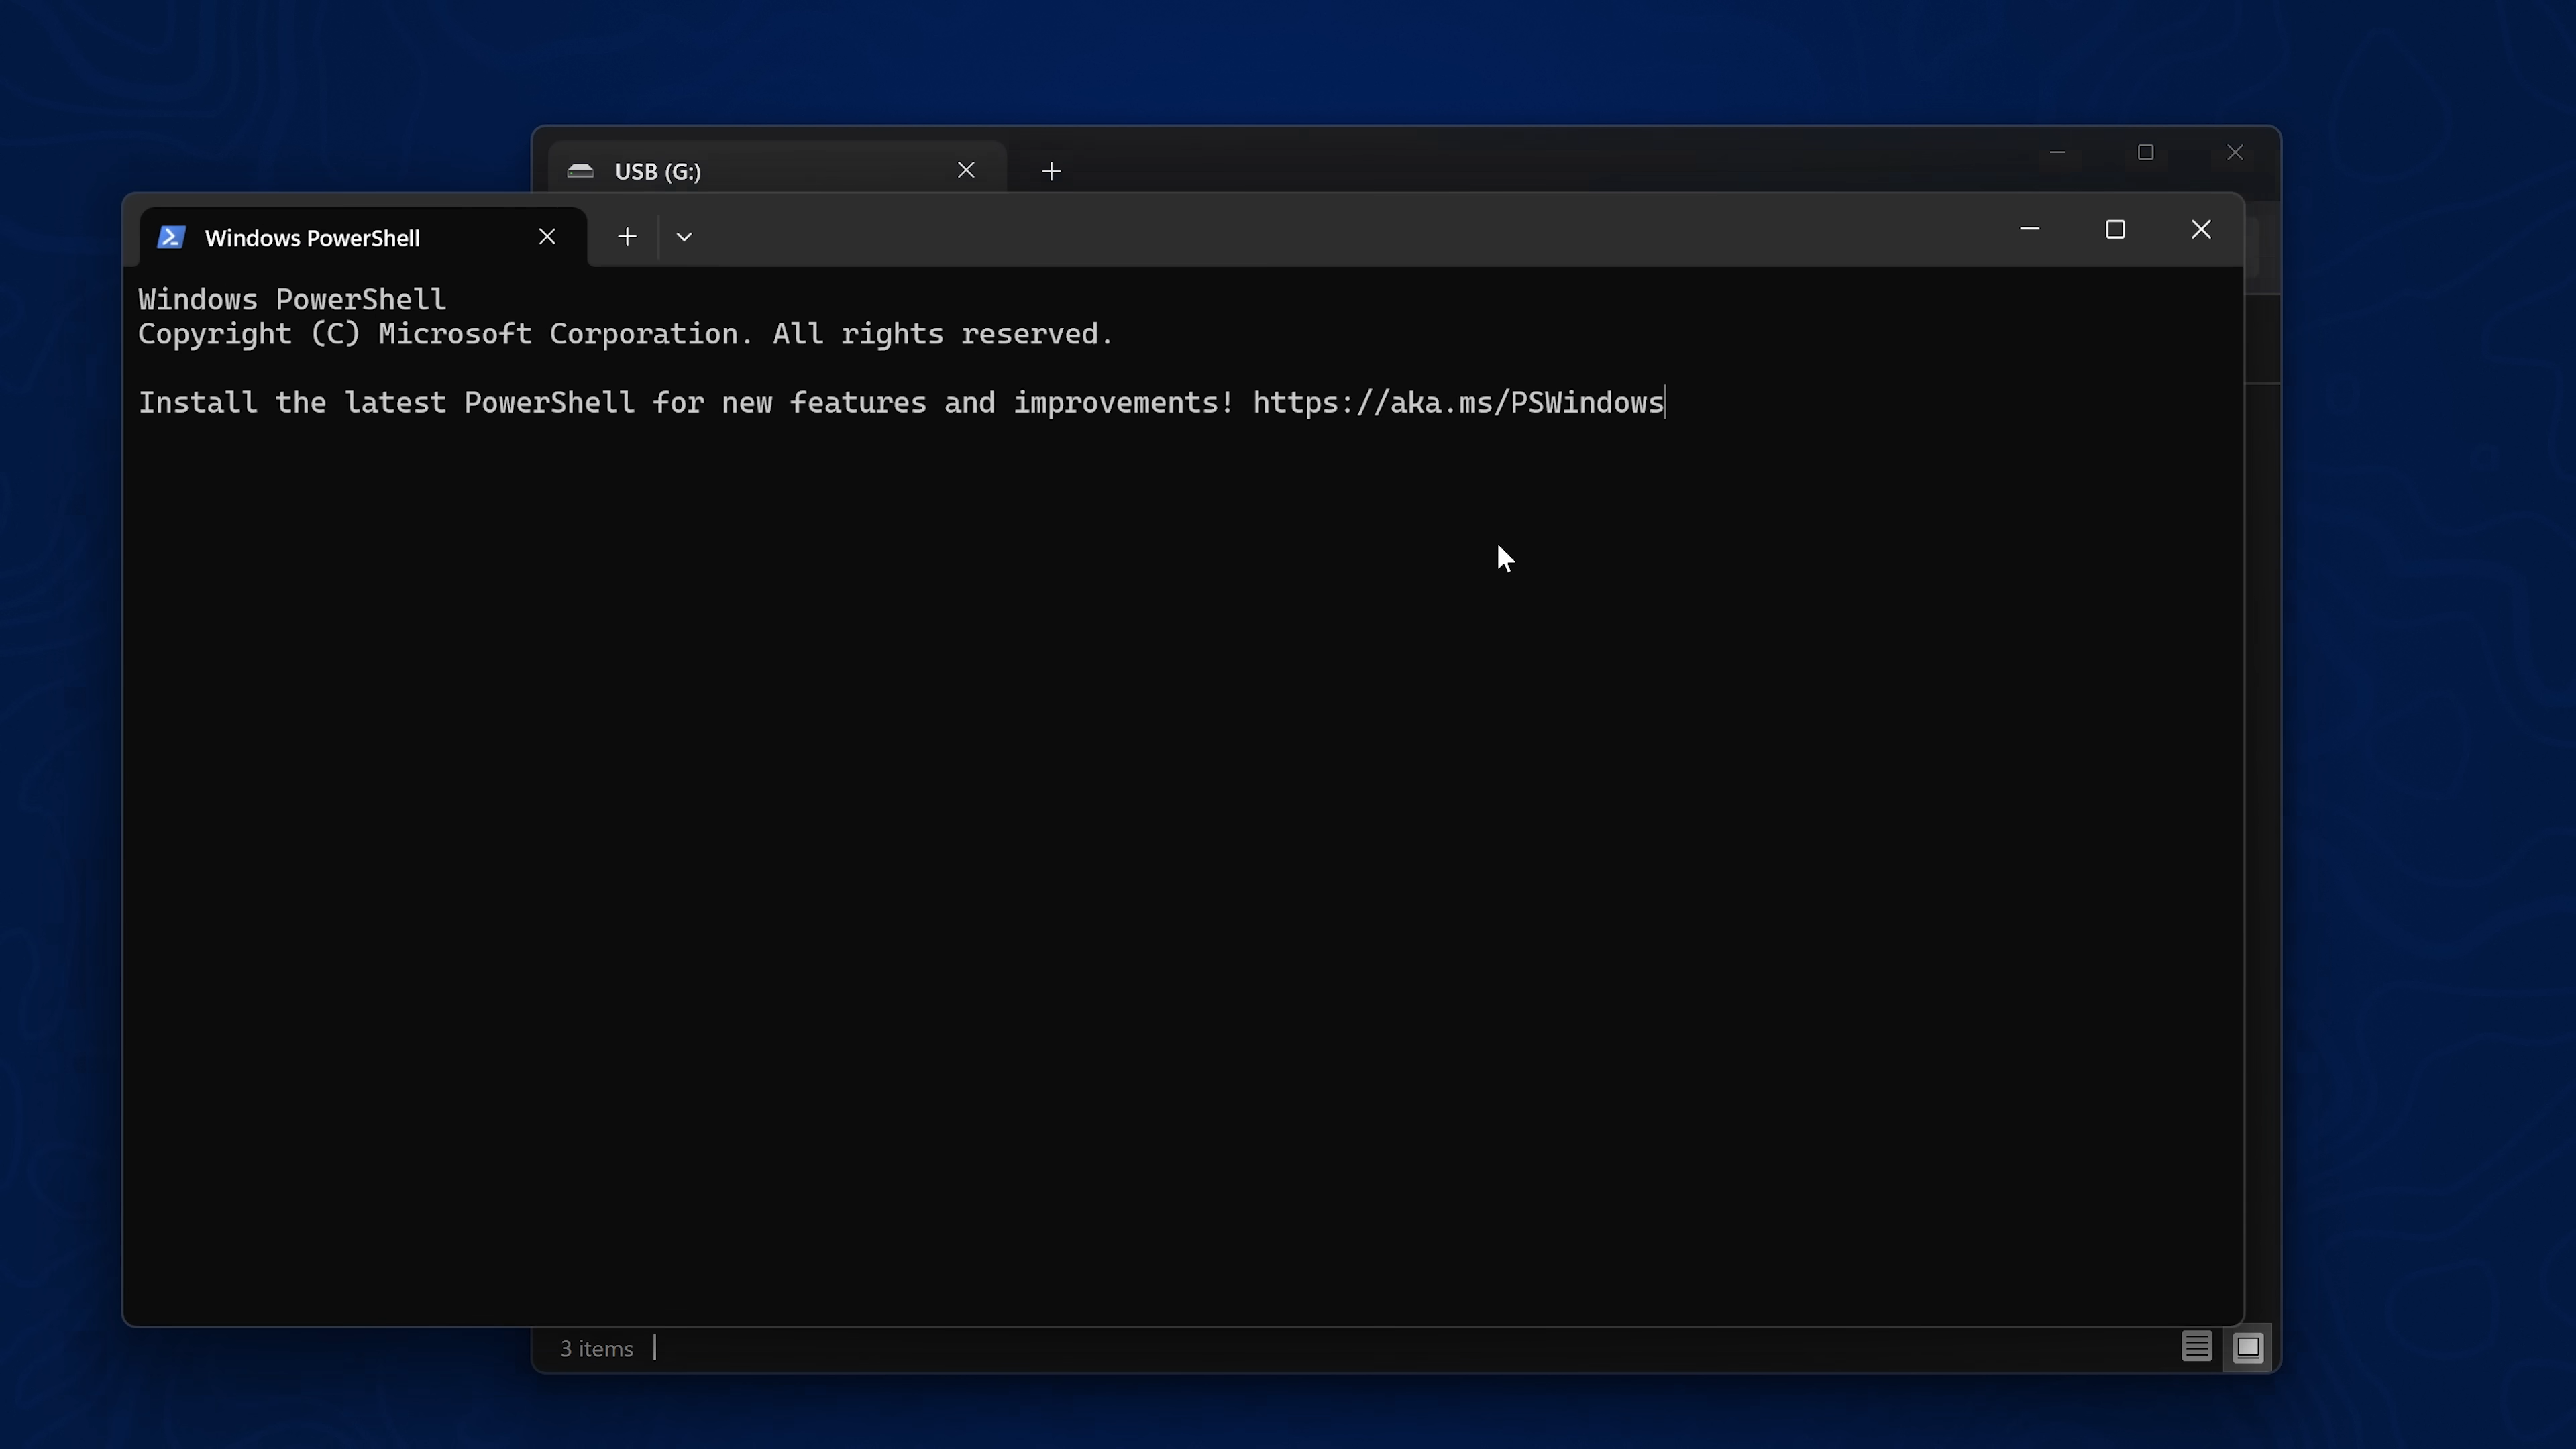 USB (G:)
Windows PowerShell
Windows PowerShell
Copyright (C) Microsoft Corporation. All rights reserved.
Install the latest PowerShell for new features and improvements! https://aka.ms/PSWindows
3 items